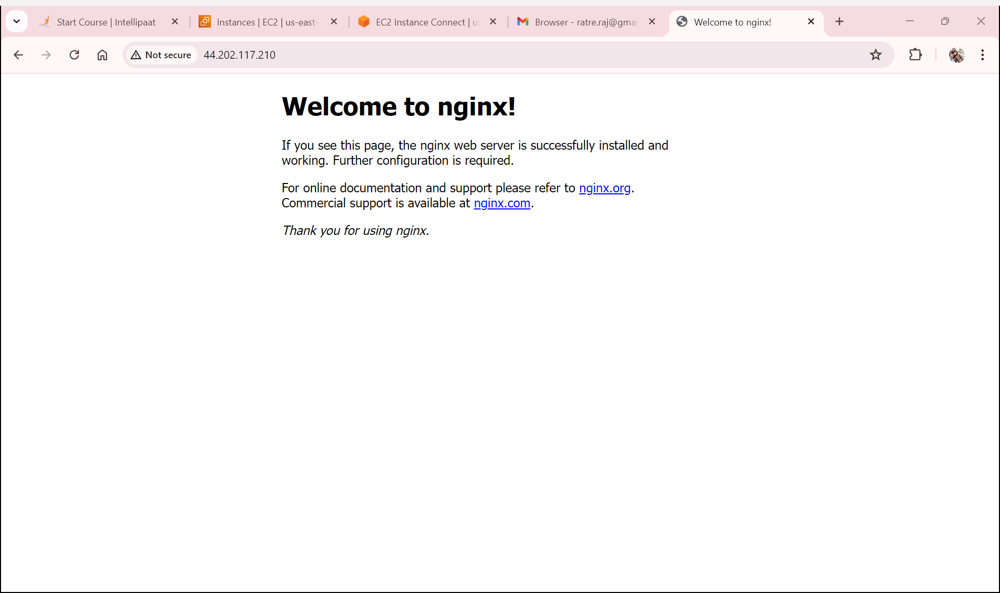 Start Course | Intellipaat
Instances | EC2 | us-east-
EC2 Instance Connect | us
Browser - ratre.raj@gmai
Welcome to nginx!
Not secure
44.202.117.210
Welcome to nginx!
If you see this page, the nginx web server is successfully installed and
working. Further configuration is required.
For online documentation and support please refer to nginx.org.
Commercial support is available at nginx.com.
Thank you for using nginx.